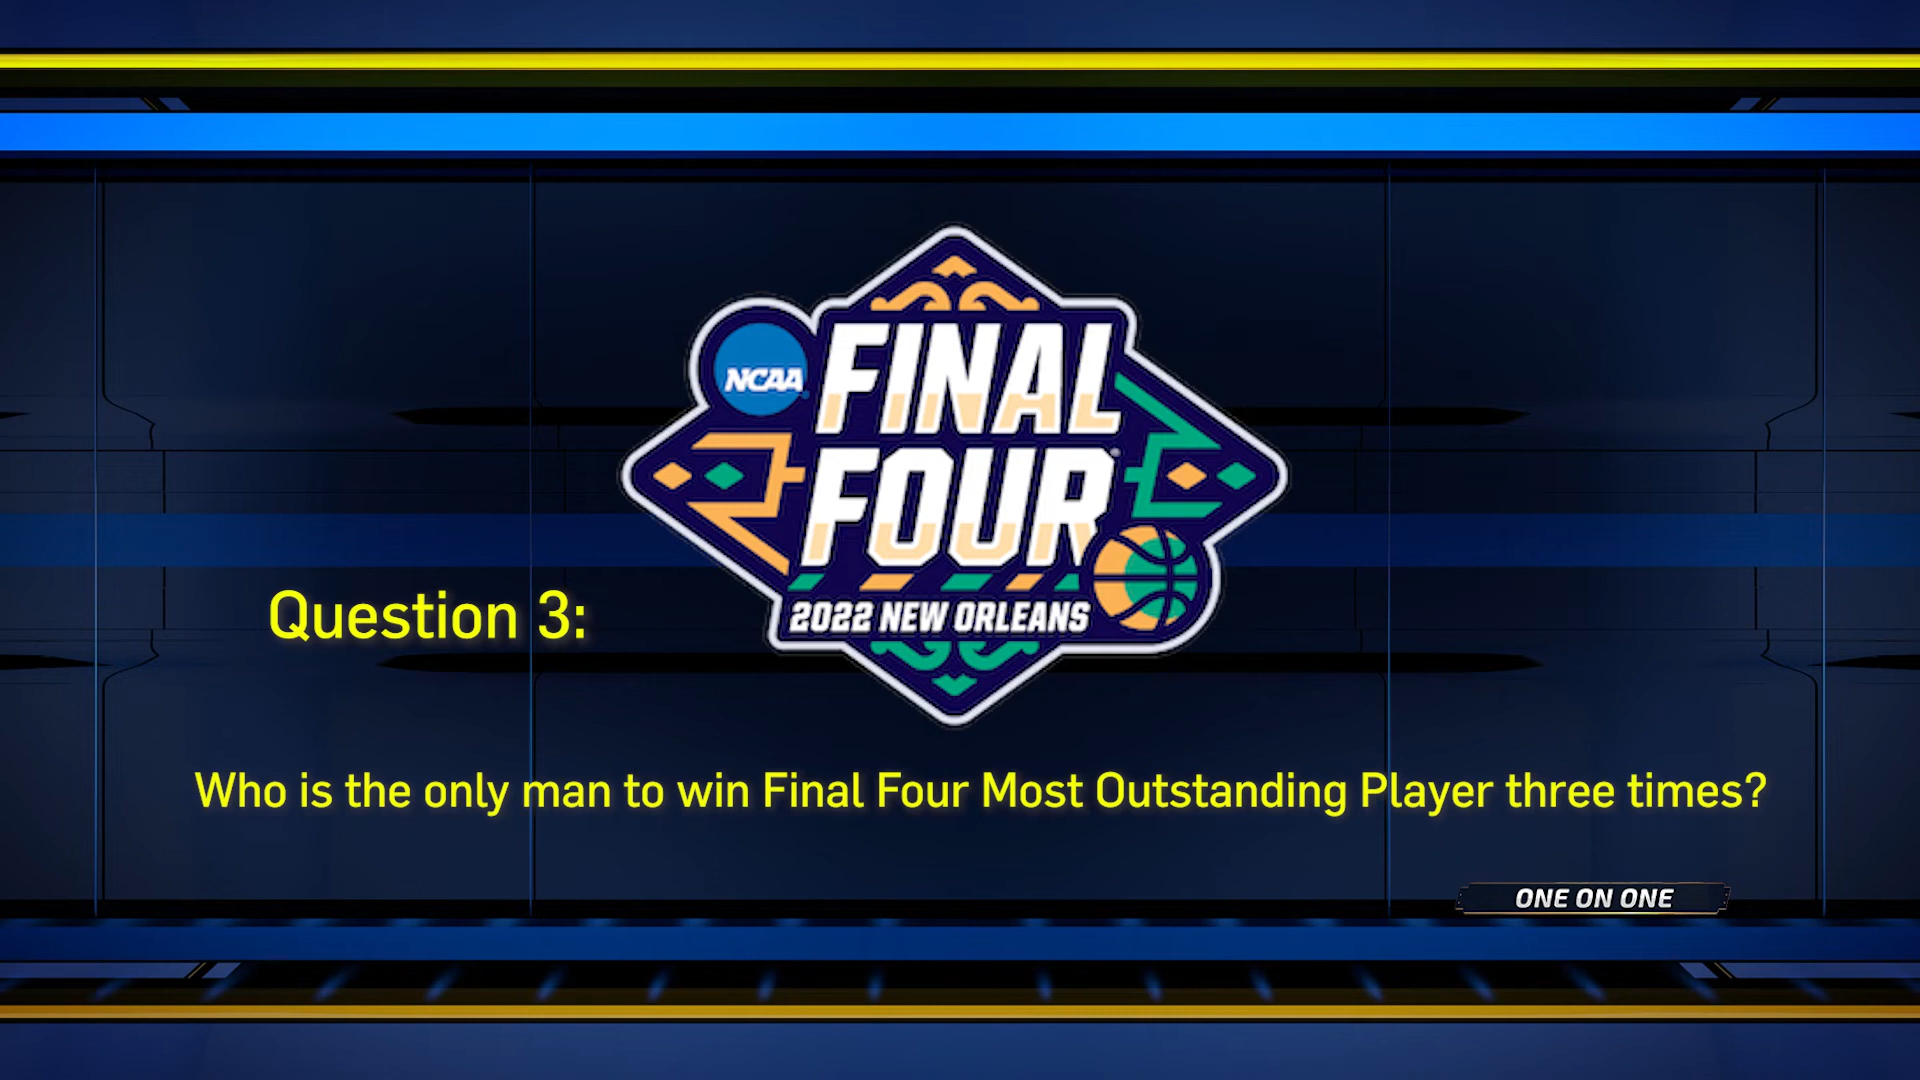 NCAA
FINAL
FOUR
2022 NEW ORLEANS
Question 3:
Who is the only man to win Final Four Most Outstanding Player three times?
ONE ON ONE